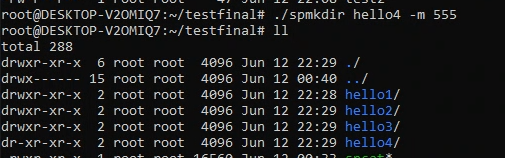 root@DESKTOP-V2OMIQ7:~/testfinal# ./spmkdir hello4 -m 555
root@DESKTOP-V2OMIQ7:~/testfinal# ll
total 288
drwxr-xr-x 6 root root 4096 Jun 12 22:29 ./
drwx------ 15 root root 4096 Jun 12 00:40 ../
drwxr-xr-x 2 root root 4096 Jun 12 22:28 hello1/
drwxr-xr-x 2 root root 4096 Jun 12 22:29 hello2/
drwxr-xr-x 2 root root 4096 Jun 12 22:29 hello3/
dr-xr-xr-x 2 root root 4096 Jun 12 22:29 hello4/